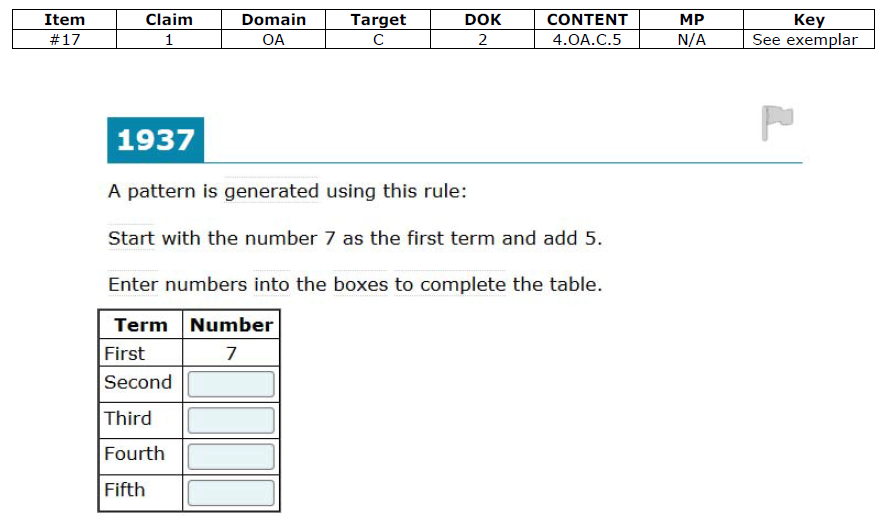 Item Claim Domain Target DOK CONTENT MP Key
#17 1 OA C 2 4.OA.C.5 N/A See exemplar
1937
A pattern is generated using this rule:
Start with the number 7 as the first term and add 5.
Enter numbers into the boxes to complete the table.
Term Number
First 7
Second
Third
Fourth
Fifth